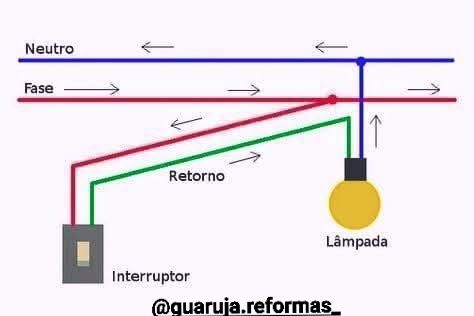 Neutro
Fase
Retorno
Lâmpada
Interruptor
@guaruja.reformas_